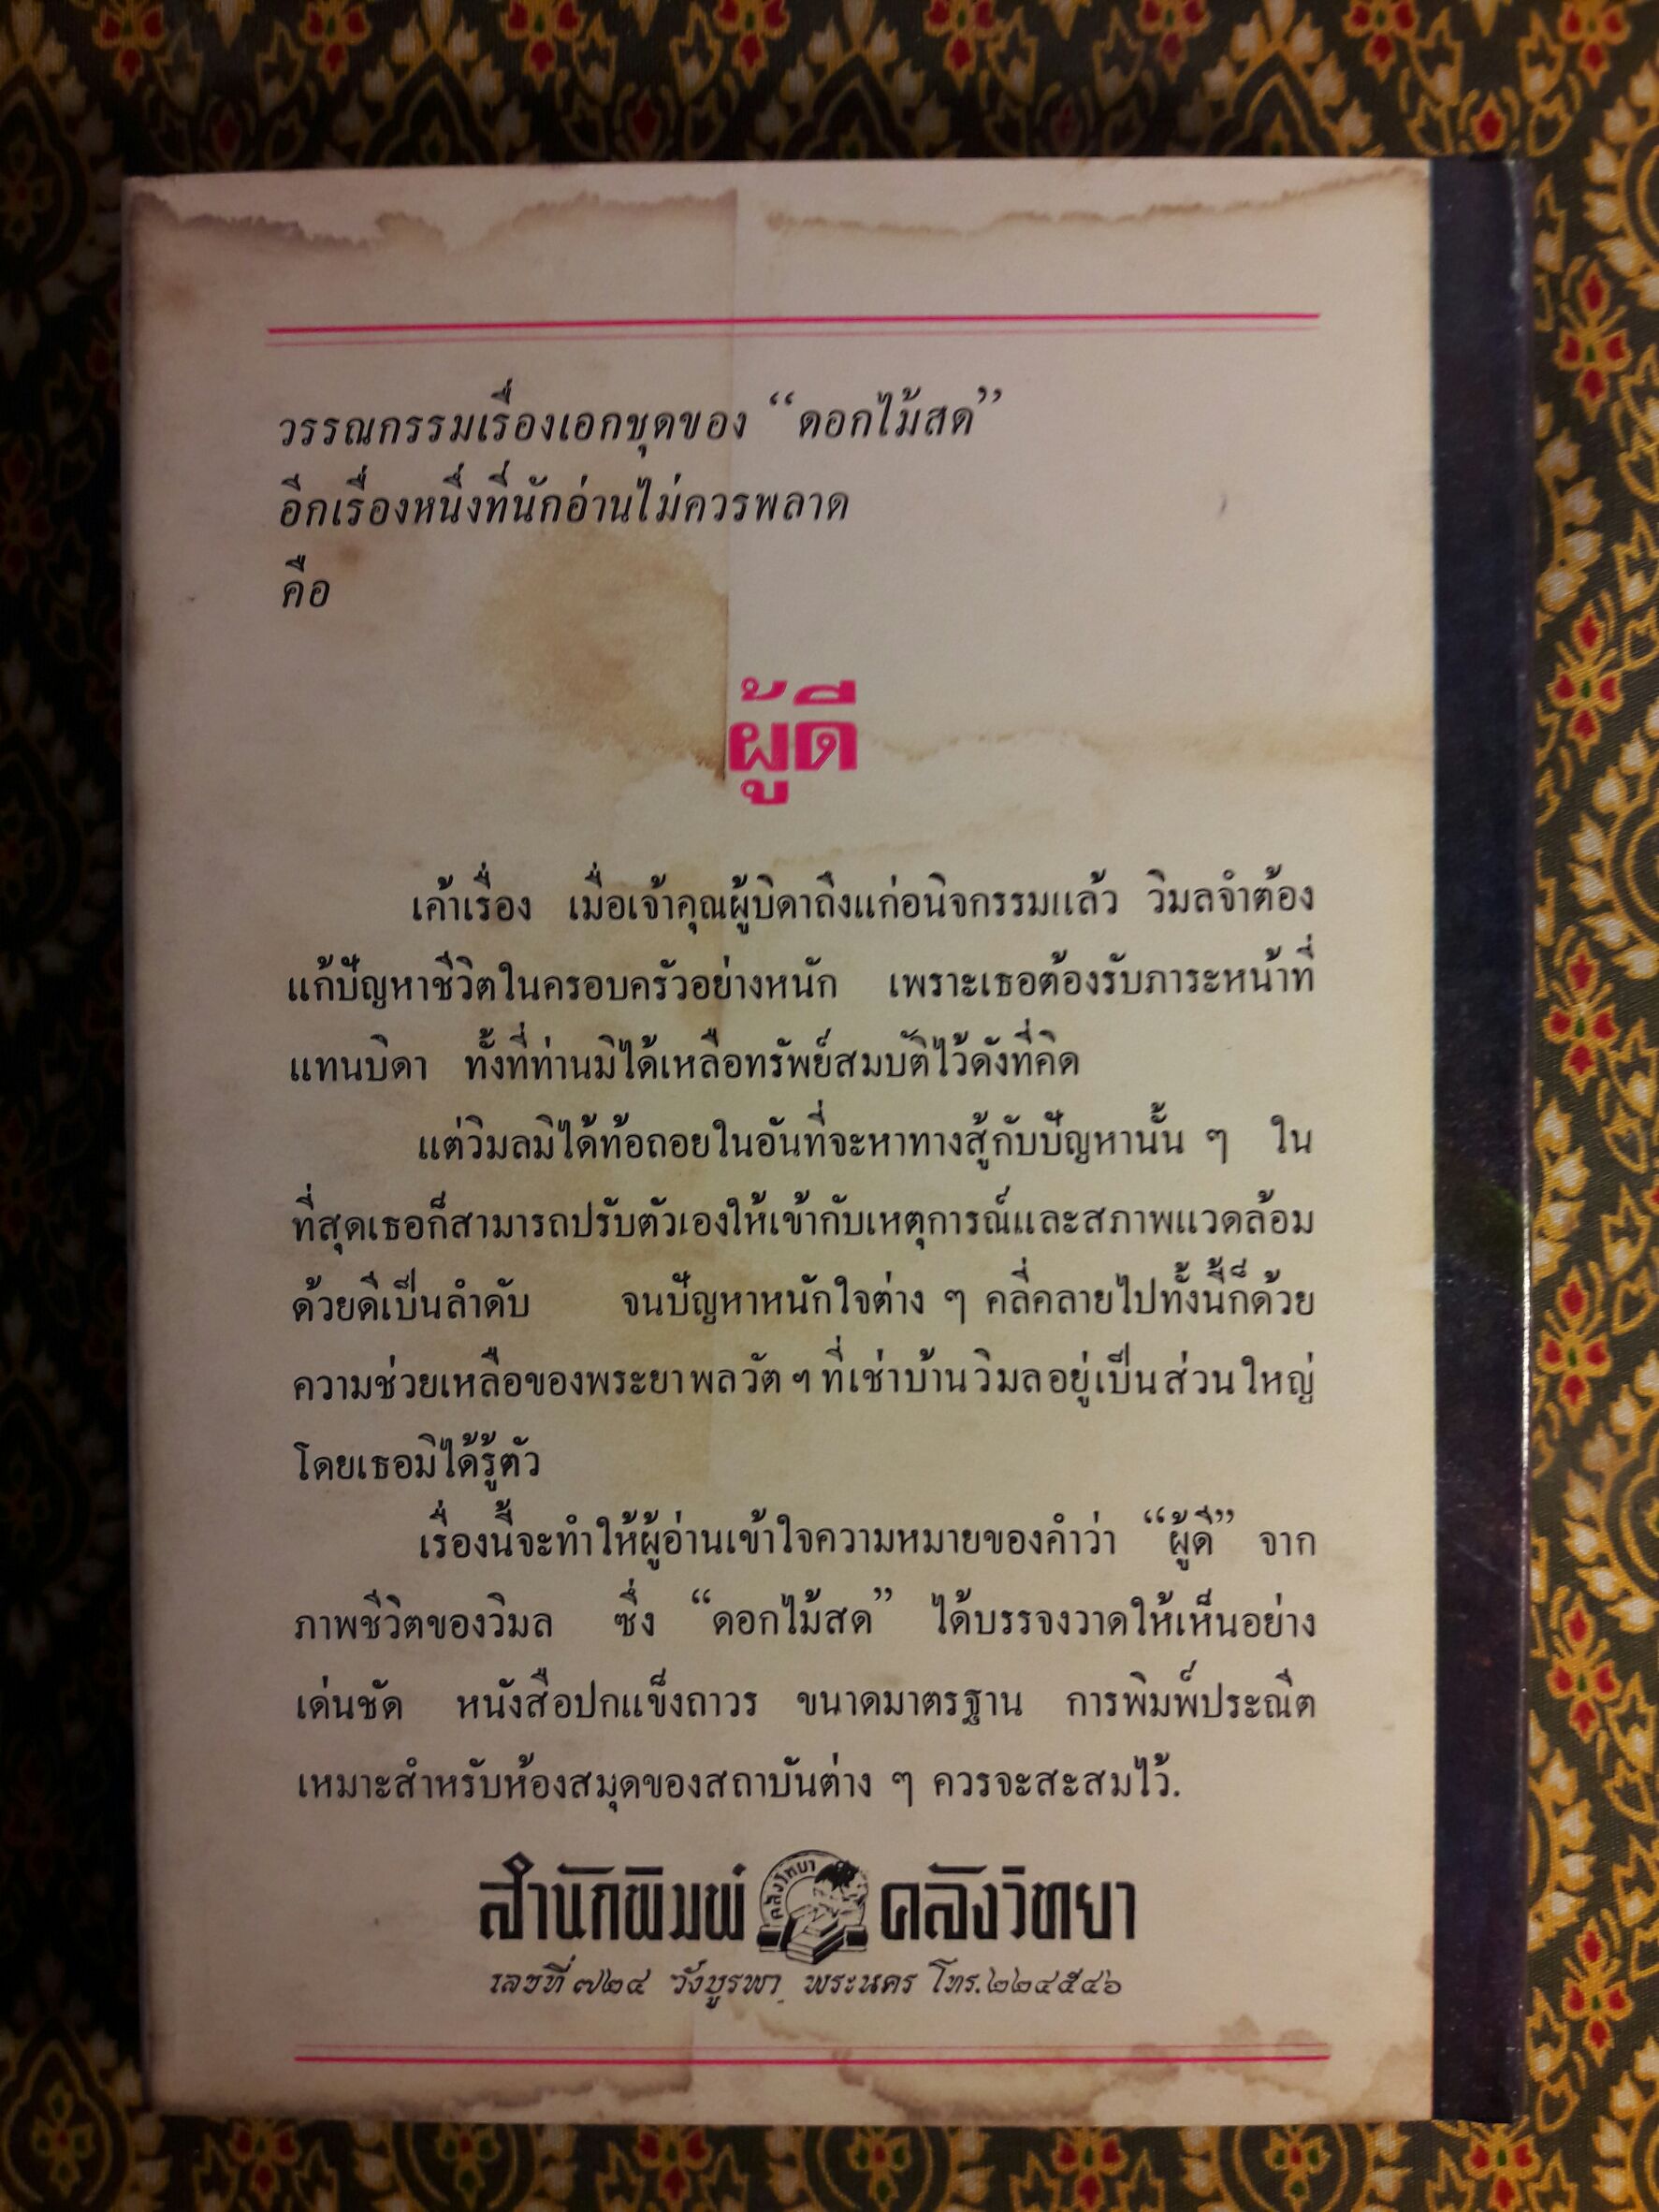 วรรณกรรมเรื่องเอกชุดของ “ดอกไม้สด”
อีกเรื่องหนึ่งที่นักอ่านไม่ควรพลาด
คือ
ผู้ดี
เค้าเรื่อง เมื่อเจ้าคุณผู้บิดาถึงแก่อนิจกรรมแล้ว วิมลจำต้อง
แก้ปัญหาชีวิตในครอบครัวอย่างหนัก เพราะเธอต้องรับภาระหน้าที่
แทนบิดา ทั้งที่ท่านมิได้เหลือทรัพย์สมบัติไว้ดังที่คิด
แต่วิมลมิได้ท้อถอยในอันที่จะหาทางสู้กับปัญหานั้น ๆ ใน
ที่สุดเธอก็สามารถปรับตัวเองให้เข้ากับเหตุการณ์และสภาพแวดล้อม
ด้วยดีเป็นลำดับ จนปัญหาหนักใจต่าง ๆ คลี่คลายไปทั้งนี้ก็ด้วย
ความช่วยเหลือของพระยาพลวัต ฯ ที่เช่าบ้านวิมลอยู่เป็นส่วนใหญ่
โดยเธอมิได้รู้ตัว
เรื่องนี้จะทำให้ผู้อ่านเข้าใจความหมายของคำว่า “ผู้ดี” จาก
ภาพชีวิตของวิมล ซึ่ง “ดอกไม้สด” ได้บรรจงวาดให้เห็นอย่าง
เด่นชัด หนังสือปกแข็งถาวร ขนาดมาตรฐาน การพิมพ์ประณีต
เหมาะสำหรับห้องสมุดของสถาบันต่าง ๆ ควรจะสะสมไว้.
สำนักพิมพ์ คลังวิทยา คลังวิทยา
เลขที่ ๗๒๔ วังบูรพา พระนคร โทร.๒๒๔๕๔๖